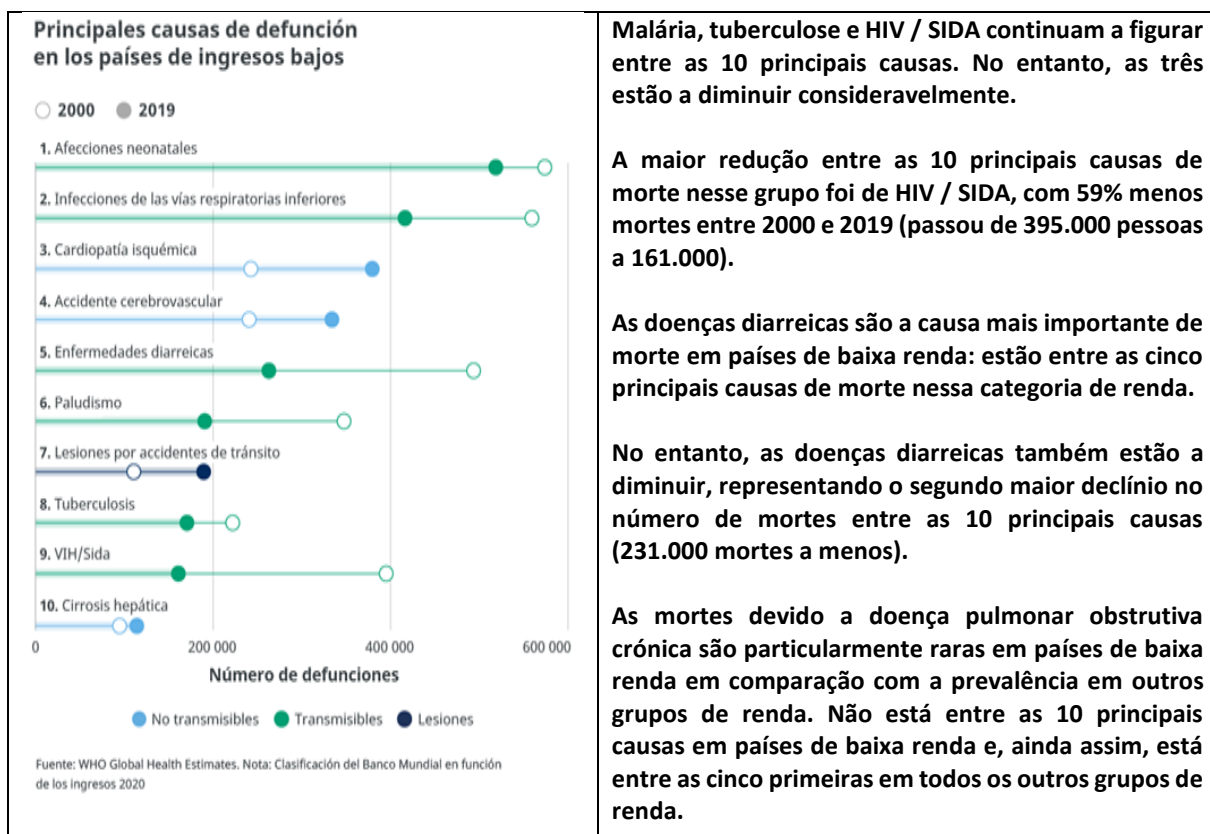 Principales causas de defunción
en los países de ingresos bajos
2000 2019
1. Afecciones neonatales
2. Infecciones de las vías respiratorias inferiores
3. Cardiopatía isquémica
4. Accidente cerebrovascular
5. Enfermedades diarreicas
6. Paludismo
7. Lesiones por accidentes de tránsito
8. Tuberculosis
9. VIH/Sida
10. Cirrosis hepática
0 200 000 400 000 600 000
Número de defunciones
No transmisibles Transmisibles Lesiones
Fuente: WHO Global Health Estimates. Nota: Clasificación del Banco Mundial en función
de los ingresos 2020
Malária, tuberculose e HIV / SIDA continuam a figurar
entre as 10 principais causas. No entanto, as três
estão a diminuir consideravelmente.
A maior redução entre as 10 principais causas de
morte nesse grupo foi de HIV / SIDA, com 59% menos
mortes entre 2000 e 2019 (passou de 395.000 pessoas
a 161.000).
As doenças diarreicas são a causa mais importante de
morte em países de baixa renda: estão entre as cinco
principais causas de morte nessa categoria de renda.
No entanto, as doenças diarreicas também estão a
diminuir, representando o segundo maior declínio no
número de mortes entre as 10 principais causas
(231.000 mortes a menos).
As mortes devido a doença pulmonar obstrutiva
crónica são particularmente raras em países de baixa
renda em comparação com a prevalência em outros
grupos de renda. Não está entre as 10 principais
causas em países de baixa renda e, ainda assim, está
entre as cinco primeiras em todos os outros grupos de
renda.